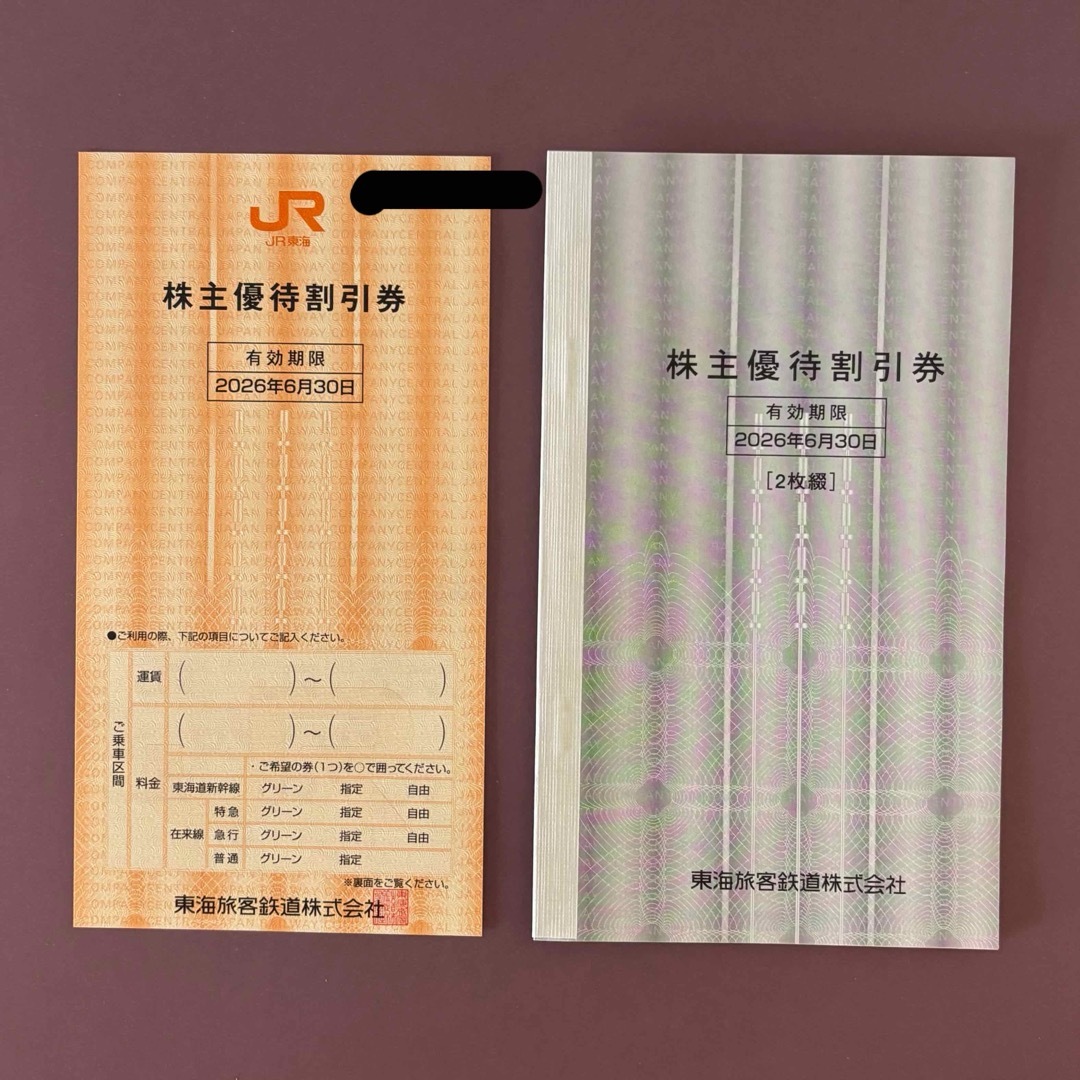 JR
JR東海
株主優待割引券
有効期限
2026年6月30日
●ご利用の際、下記の項目についてご記入ください。
ご乗車区間
運賃 ( )～( )
料金 ( )～( )
・ご希望の券(1つ)を○で囲ってください。
東海道新幹線 グリーン 指定 自由
在来線 特急 グリーン 指定 自由
急行 グリーン 指定 自由
普通 グリーン 指定
※裏面をご覧ください。
東海旅客鉄道株式会社
株主優待割引券
有効期限
2026年6月30日
[2枚綴]
東海旅客鉄道株式会社